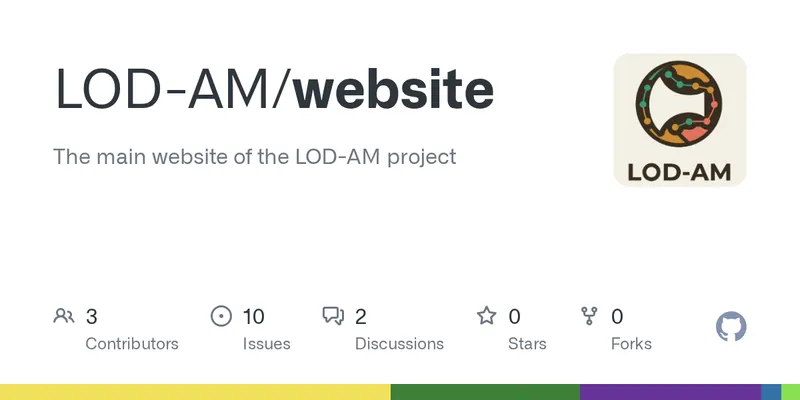 LOD-AM/website
The main website of the LOD-AM project
LOD-AM
3
Contributors
10
Issues
2
Discussions
0
Stars
0
Forks